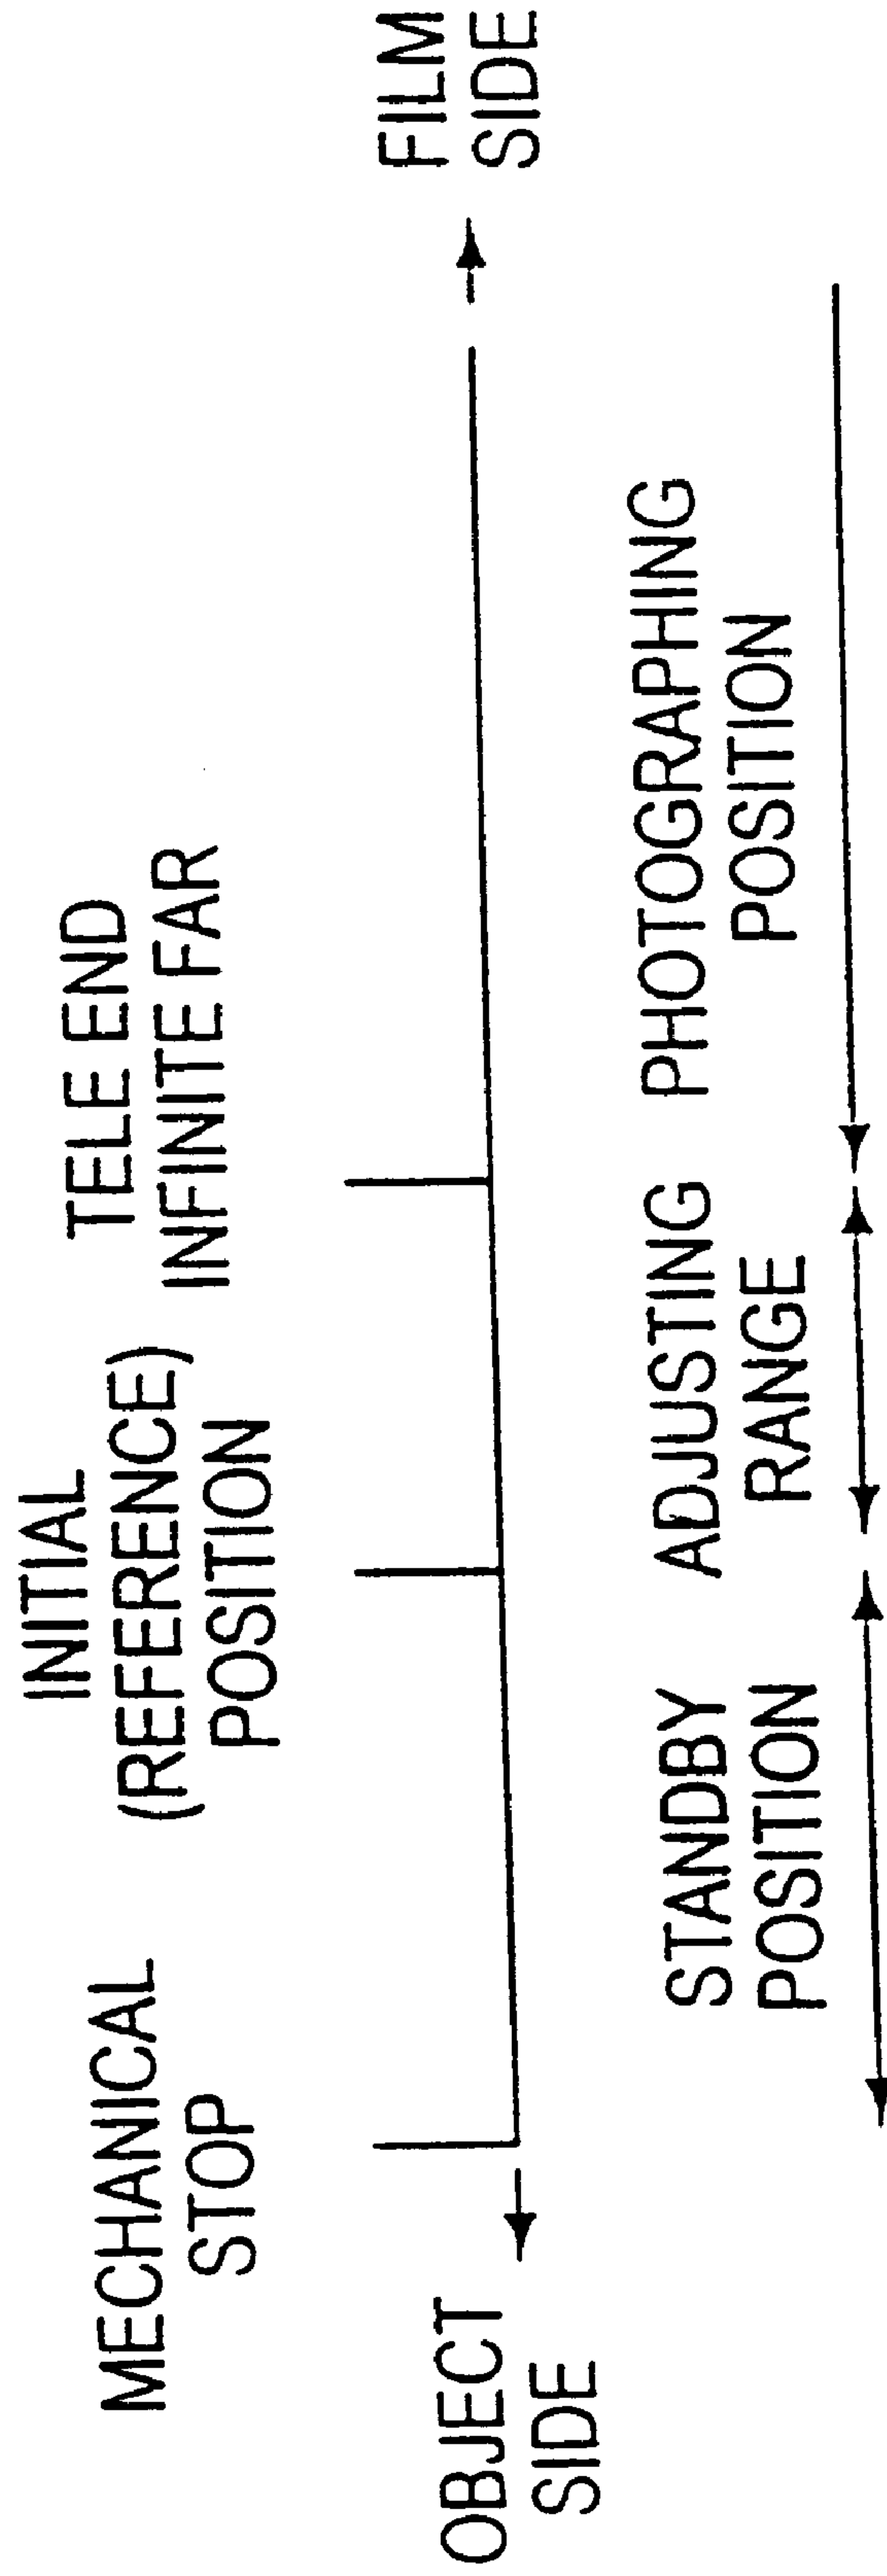 MECHANICAL
STOP
INITIAL
(REFERENCE)
POSITION
TELE END
INFINITE FAR
OBJECT
SIDE
FILM
SIDE
STANDBY
POSITION
ADJUSTING
RANGE
PHOTOGRAPHING
POSITION